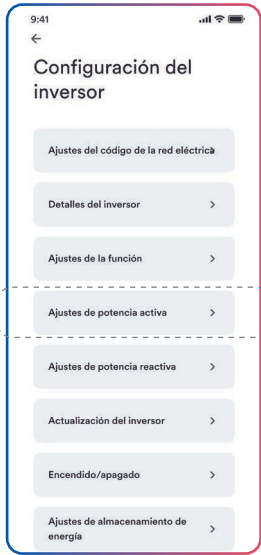 9:41
Configuración del
inversor
Ajustes del código de la red eléctrica
Detalles del inversor
Ajustes de la función
Ajustes de potencia activa
Ajustes de potencia reactiva
Actualización del inversor
Encendido/apagado
Ajustes de almacenamiento de
energía